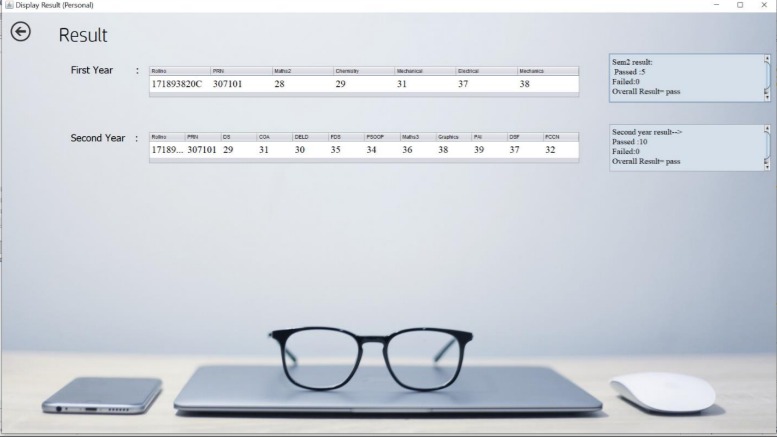 Display Result (Personal)
Result
First Year :
Rollno PRN Maths2 Chemistry Mechanical Electrical Mechanics
171893820C 307101 28 29 31 37 38
Sem2 result:
Passed :5
Failed:0
Overall Result= pass
Second Year :
Rollno PRN DS COA DELD FDS PSOOP Maths3 Graphics PAI DSF FCCN
17189... 307101 29 31 30 35 34 36 38 39 37 32
Second year result-->
Passed :10
Failed:0
Overall Result= pass